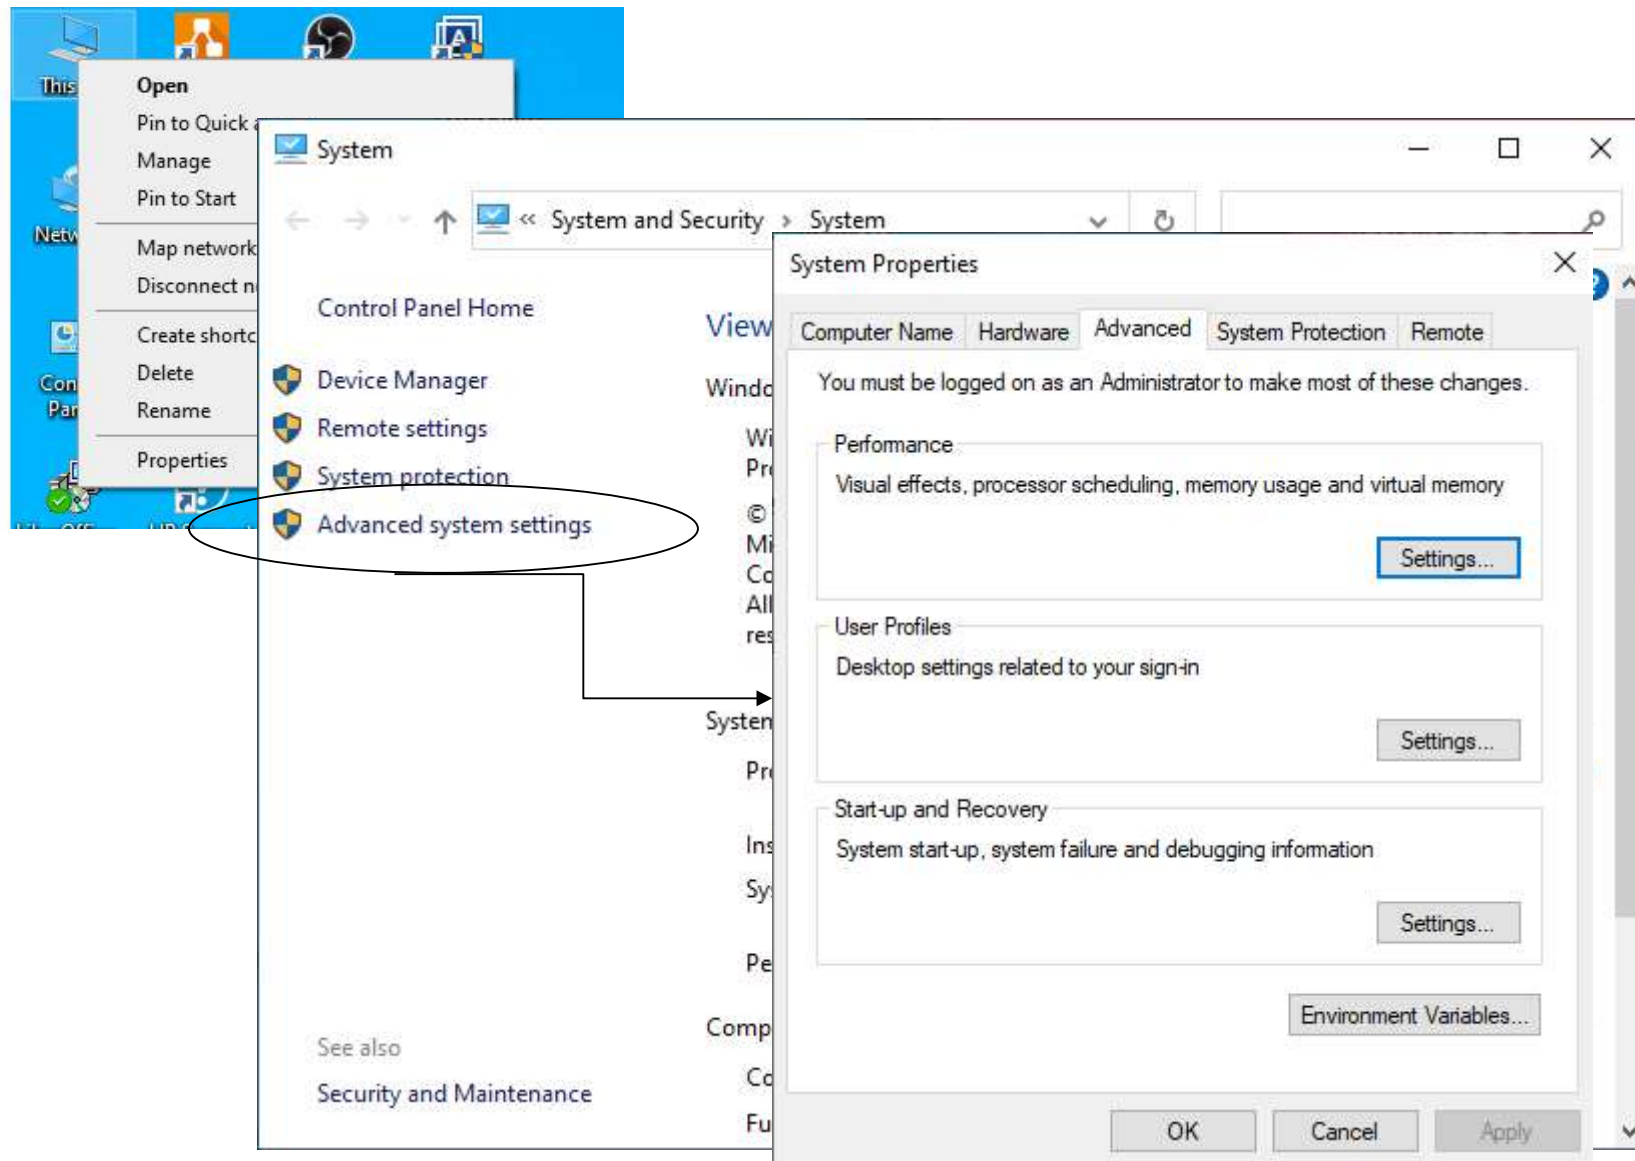 This
Open
Pin to Quick
Manage
Pin to Start
Map network
Disconnect
Create
Delete
Rename
Properties
System
« System and Security › System
Control Panel Home
Device Manager
Remote settings
System protection
Advanced system settings
See also
Security and Maintenance
View
©
All
System Properties
Computer Name Hardware Advanced System Protection Remote
You must be logged on as an Administrator to make most of these changes.
Performance
Visual effects, processor scheduling, memory usage and virtual memory
Settings...
User Profiles
Desktop settings related to your sign-in
Settings...
Start-up and Recovery
System start-up, system failure and debugging information
Settings...
Environment Variables...
OK Cancel Apply